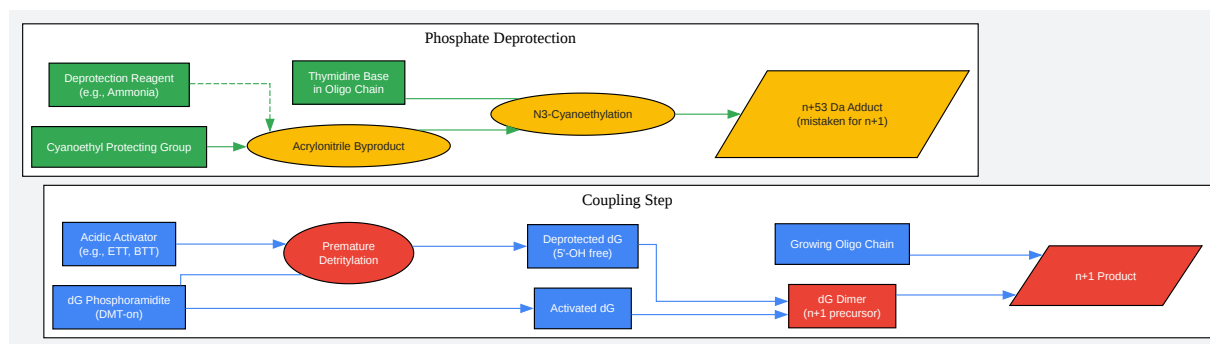 Phosphate Deprotection
Deprotection Reagent
(e.g., Ammonia)
Thymidine Base
in Oligo Chain
N3-Cyanoethylation
n+53 Da Adduct
(mistaken for n+1)
Cyanoethyl Protecting Group
Acrylonitrile Byproduct
Coupling Step
Acidic Activator
(e.g., ETT, BTT)
Premature
Detritylation
Deprotected dG
(5'-OH free)
Growing Oligo Chain
n+1 Product
dG Phosphoramidite
(DMT-on)
Activated dG
dG Dimer
(n+1 precursor)